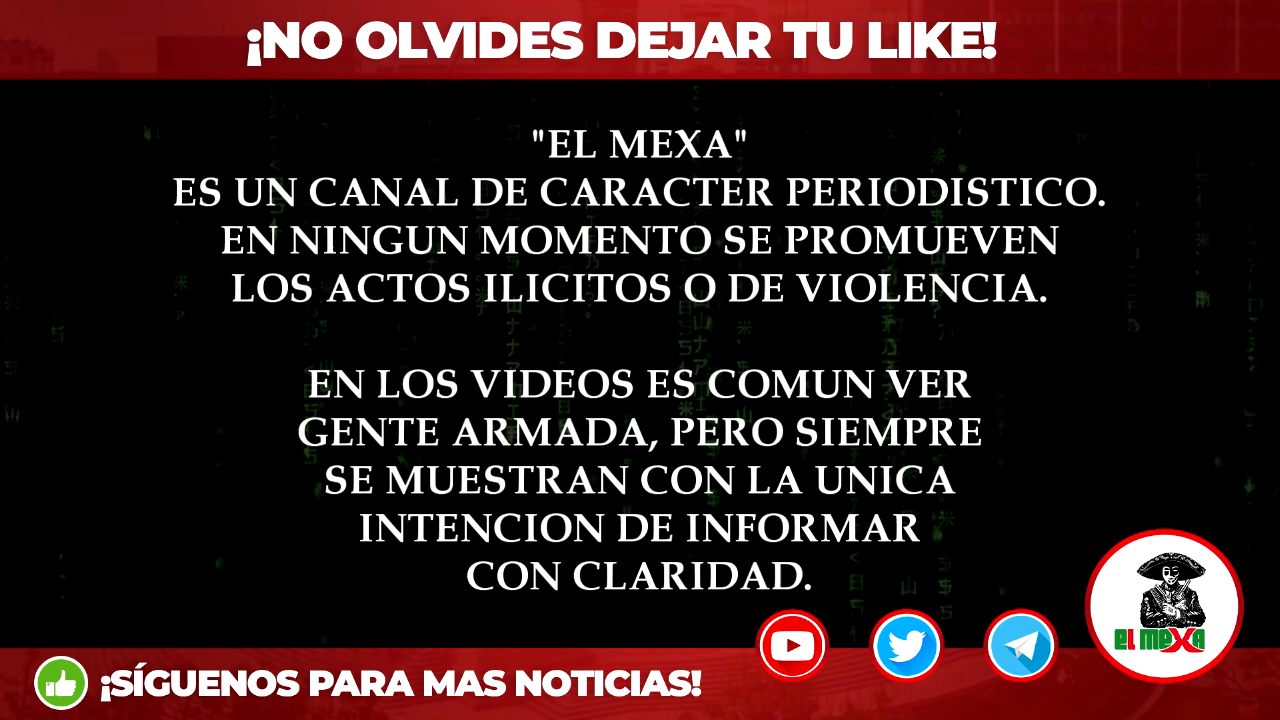 ¡NO OLVIDES DEJAR TU LIKE!
"EL MEXA"
ES UN CANAL DE CARACTER PERIODISTICO.
EN NINGUN MOMENTO SE PROMUEVEN
LOS ACTOS ILICITOS O DE VIOLENCIA.
EN LOS VIDEOS ES COMUN VER
GENTE ARMADA, PERO SIEMPRE
SE MUESTRAN CON LA UNICA
INTENCION DE INFORMAR
CON CLARIDAD.
EL MEXA
¡SÍGUENOS PARA MAS NOTICIAS!